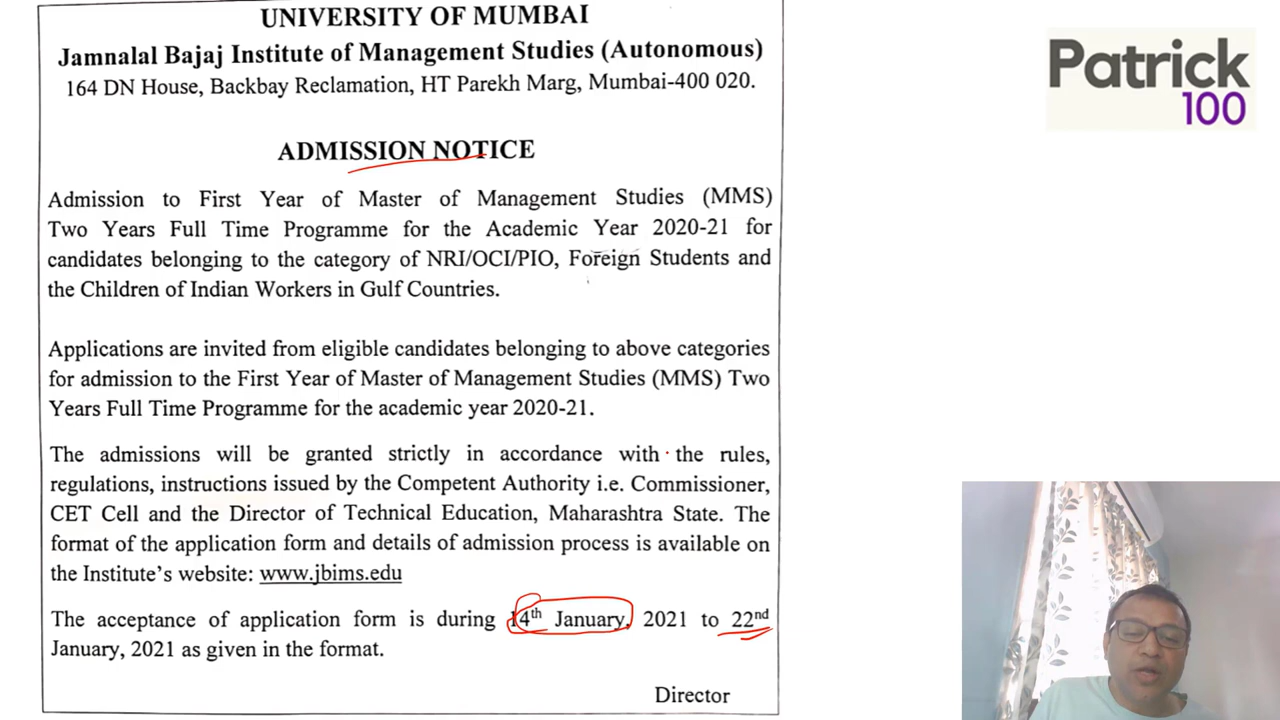 UNIVERSITY OF MUMBAI
Jamnalal Bajaj Institute of Management Studies (Autonomous)
164 DN House, Backbay Reclamation, HT Parekh Marg, Mumbai-400 020.
ADMISSION NOTICE
Admission to First Year of Master of Management Studies (MMS)
Two Years Full Time Programme for the Academic Year 2020-21 for
candidates belonging to the category of NRI/OCI/PIO, Foreign Students and
the Children of Indian Workers in Gulf Countries.
Applications are invited from eligible candidates belonging to above categories
for admission to the First Year of Master of Management Studies (MMS) Two
Years Full Time Programme for the academic year 2020-21.
The admissions will be granted strictly in accordance with the rules,
regulations, instructions issued by the Competent Authority i.e. Commissioner,
CET Cell and the Director of Technical Education, Maharashtra State. The
format of the application form and details of admission process is available on
the Institute's website: www.jbims.edu
The acceptance of application form is during 14th January, 2021 to 22nd
January, 2021 as given in the format.
Director
Patrick
100